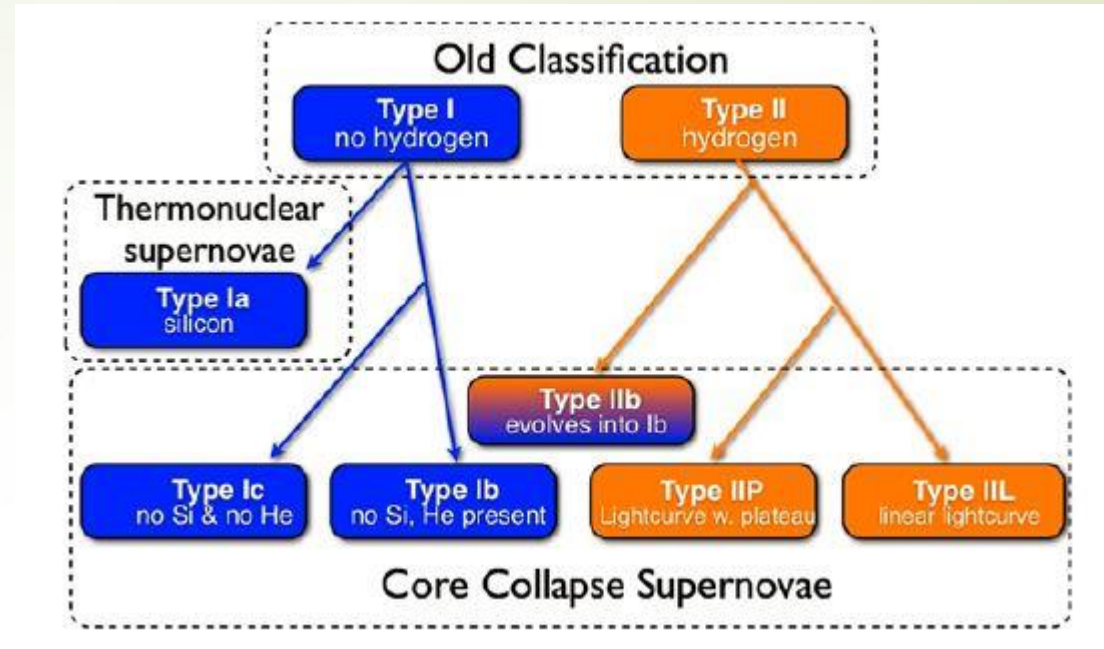 Old Classification
Type I
no hydrogen
Type II
hydrogen
Thermonuclear
supernovae
Type Ia
silicon
Type IIb
evolves into Ib
Type Ic
no Si & no He
Type Ib
no Si, He present
Type IIP
Lightcurve w. plateau
Type IIL
linear lightcurve
Core Collapse Supernovae